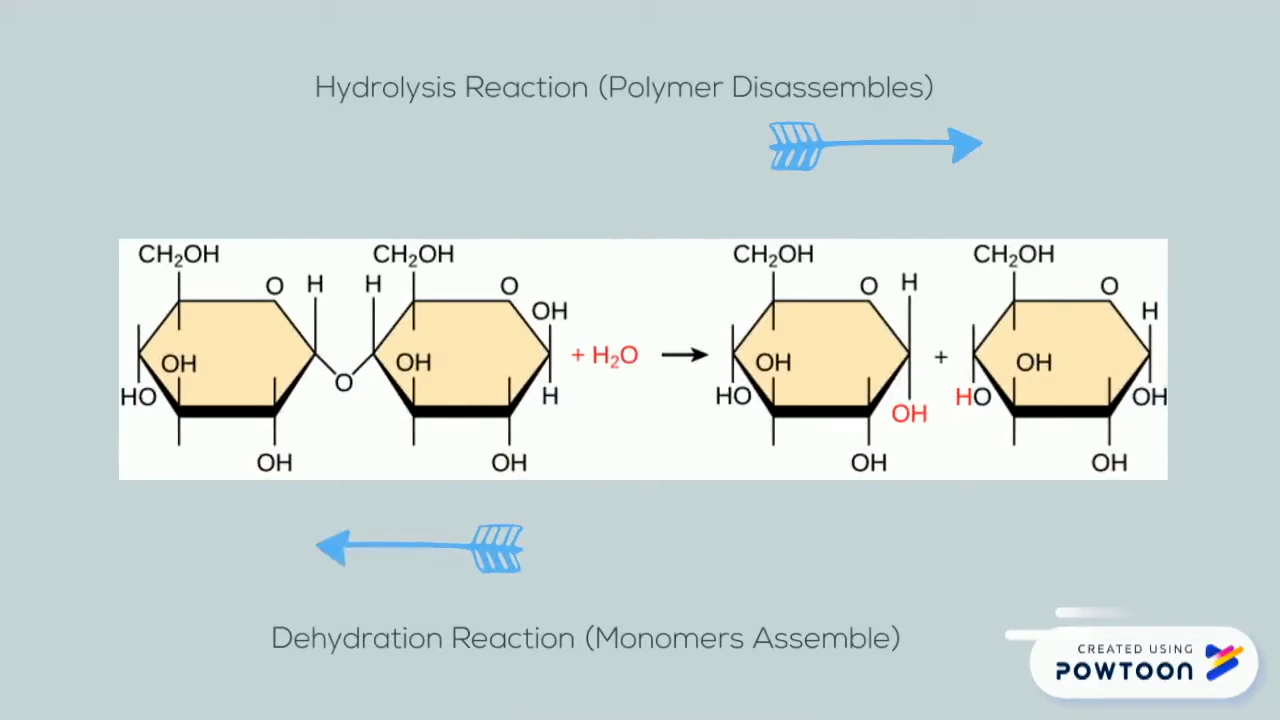 Hydrolysis Reaction (Polymer Disassembles)
CH₂OH CH₂OH CH₂OH CH₂OH
O H H O O H O
OH H
OH OH + H₂O OH + OH
O
HO H HO OH HO OH
OH OH OH OH
Dehydration Reaction (Monomers Assemble)
CREATED USING
POWTOON